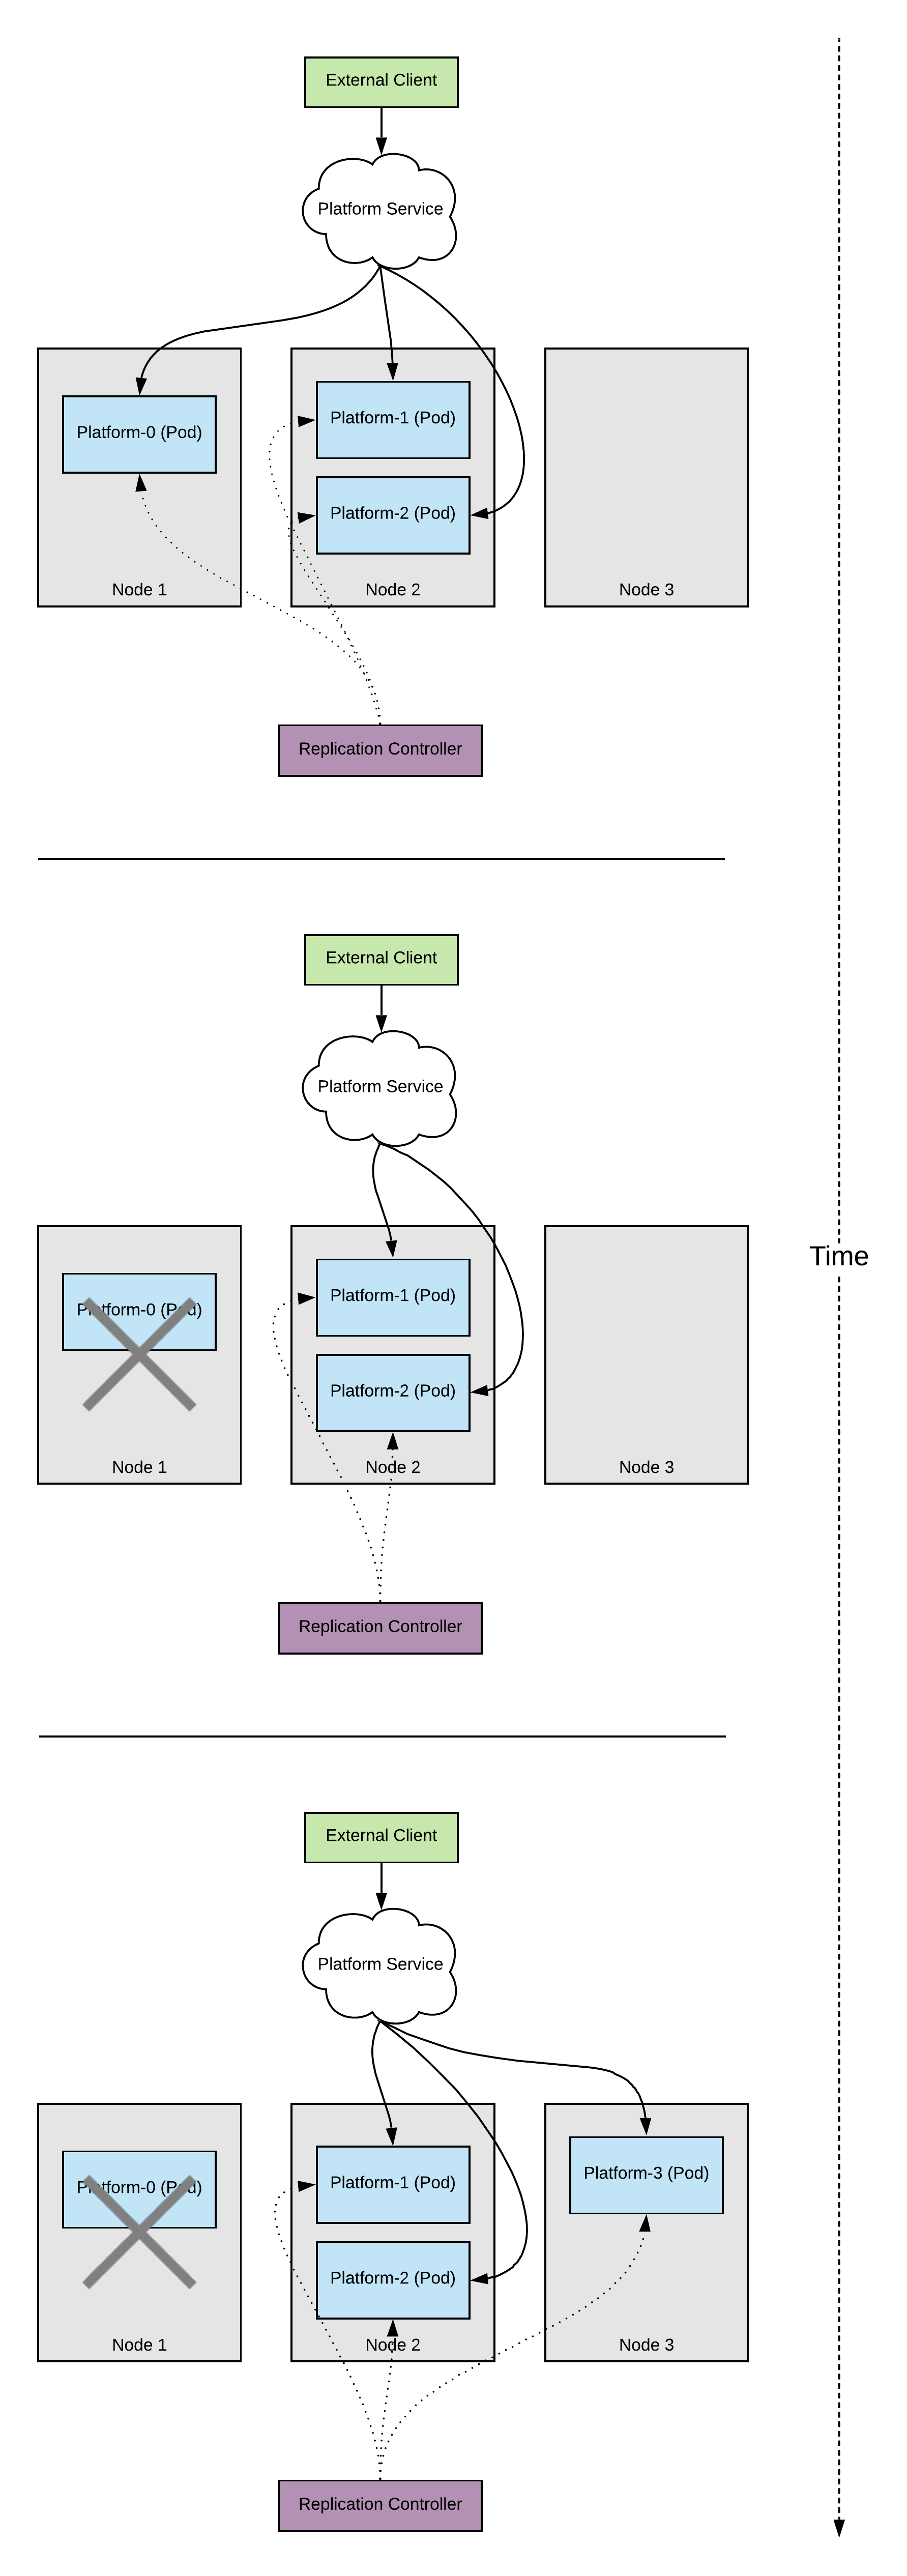 External Client
Platform Service
Platform-0 (Pod)
Platform-1 (Pod)
Platform-2 (Pod)
Node 1
Node 2
Node 3
Replication Controller
External Client
Platform Service
Time
Platform-0 (Pod)
Platform-1 (Pod)
Platform-2 (Pod)
Node 1
Node 2
Node 3
Replication Controller
External Client
Platform Service
Platform-0 (Pod)
Platform-1 (Pod)
Platform-3 (Pod)
Platform-2 (Pod)
Node 1
Node 2
Node 3
Replication Controller